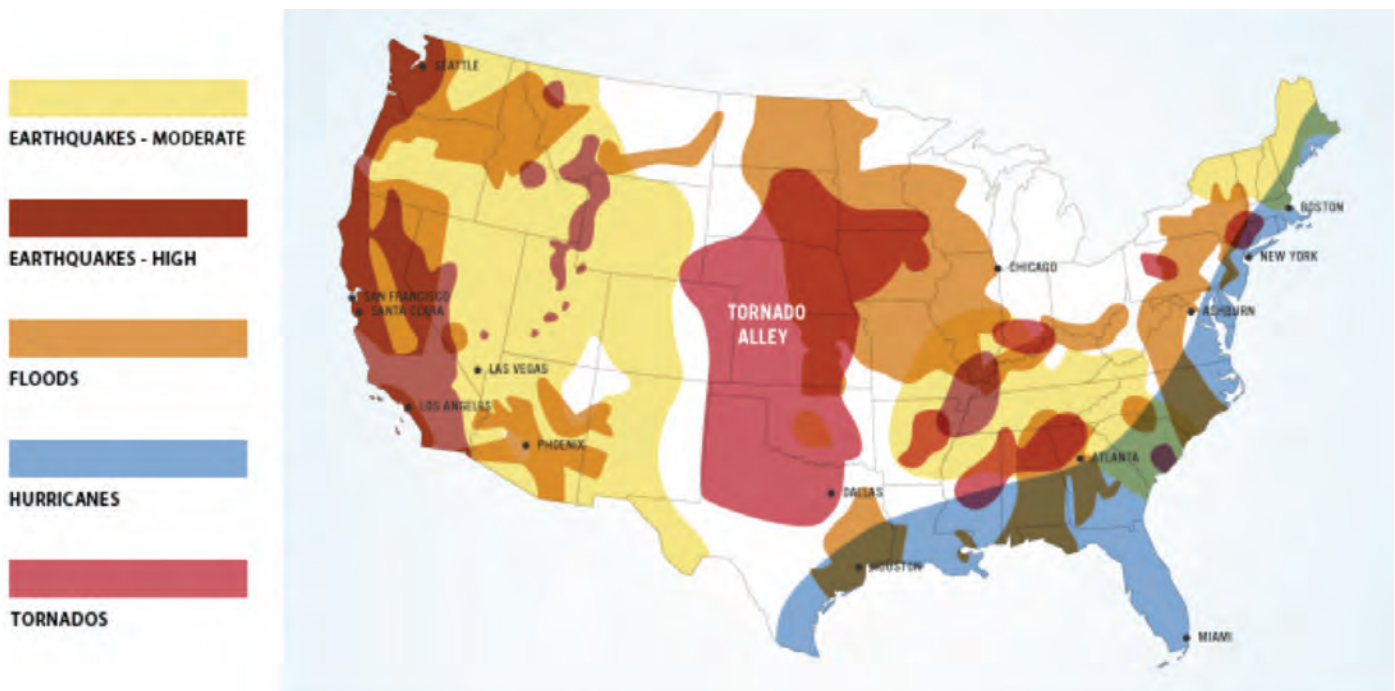 EARTHQUAKES - MODERATE
EARTHQUAKES - HIGH
FLOODS
HURRICANES
TORNADOS
SEATTLE
BOSTON
NEW YORK
CHICAGO
SAN FRANCISCO
SANTA CLARA
ASHBURN
TORNADO
ALLEY
LAS VEGAS
LOS ANGELES
PHOENIX
ATLANTA
DALLAS
HOUSTON
MIAMI